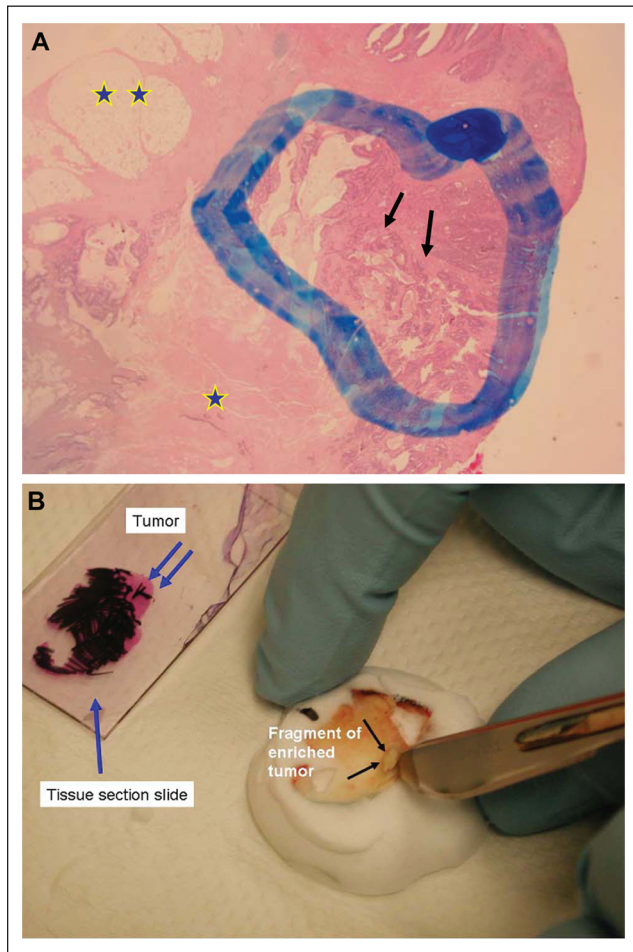 A
B
Tumor
Fragment of
enriched
tumor
Tissue section slide